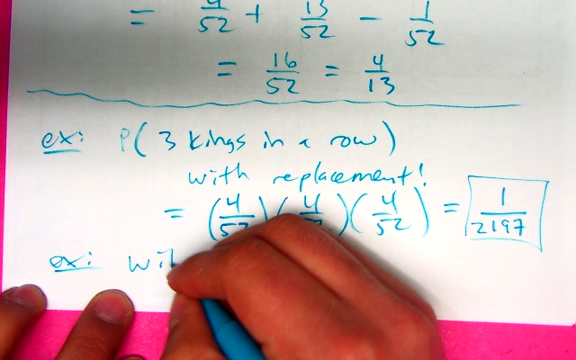 = 4/52 + 13/52 - 1/52
= 16/52 = 4/13
ex: P(3 kings in a row)
with replacement!
= (4/52)(4/52)(4/52) = 1/2197
ex: wit